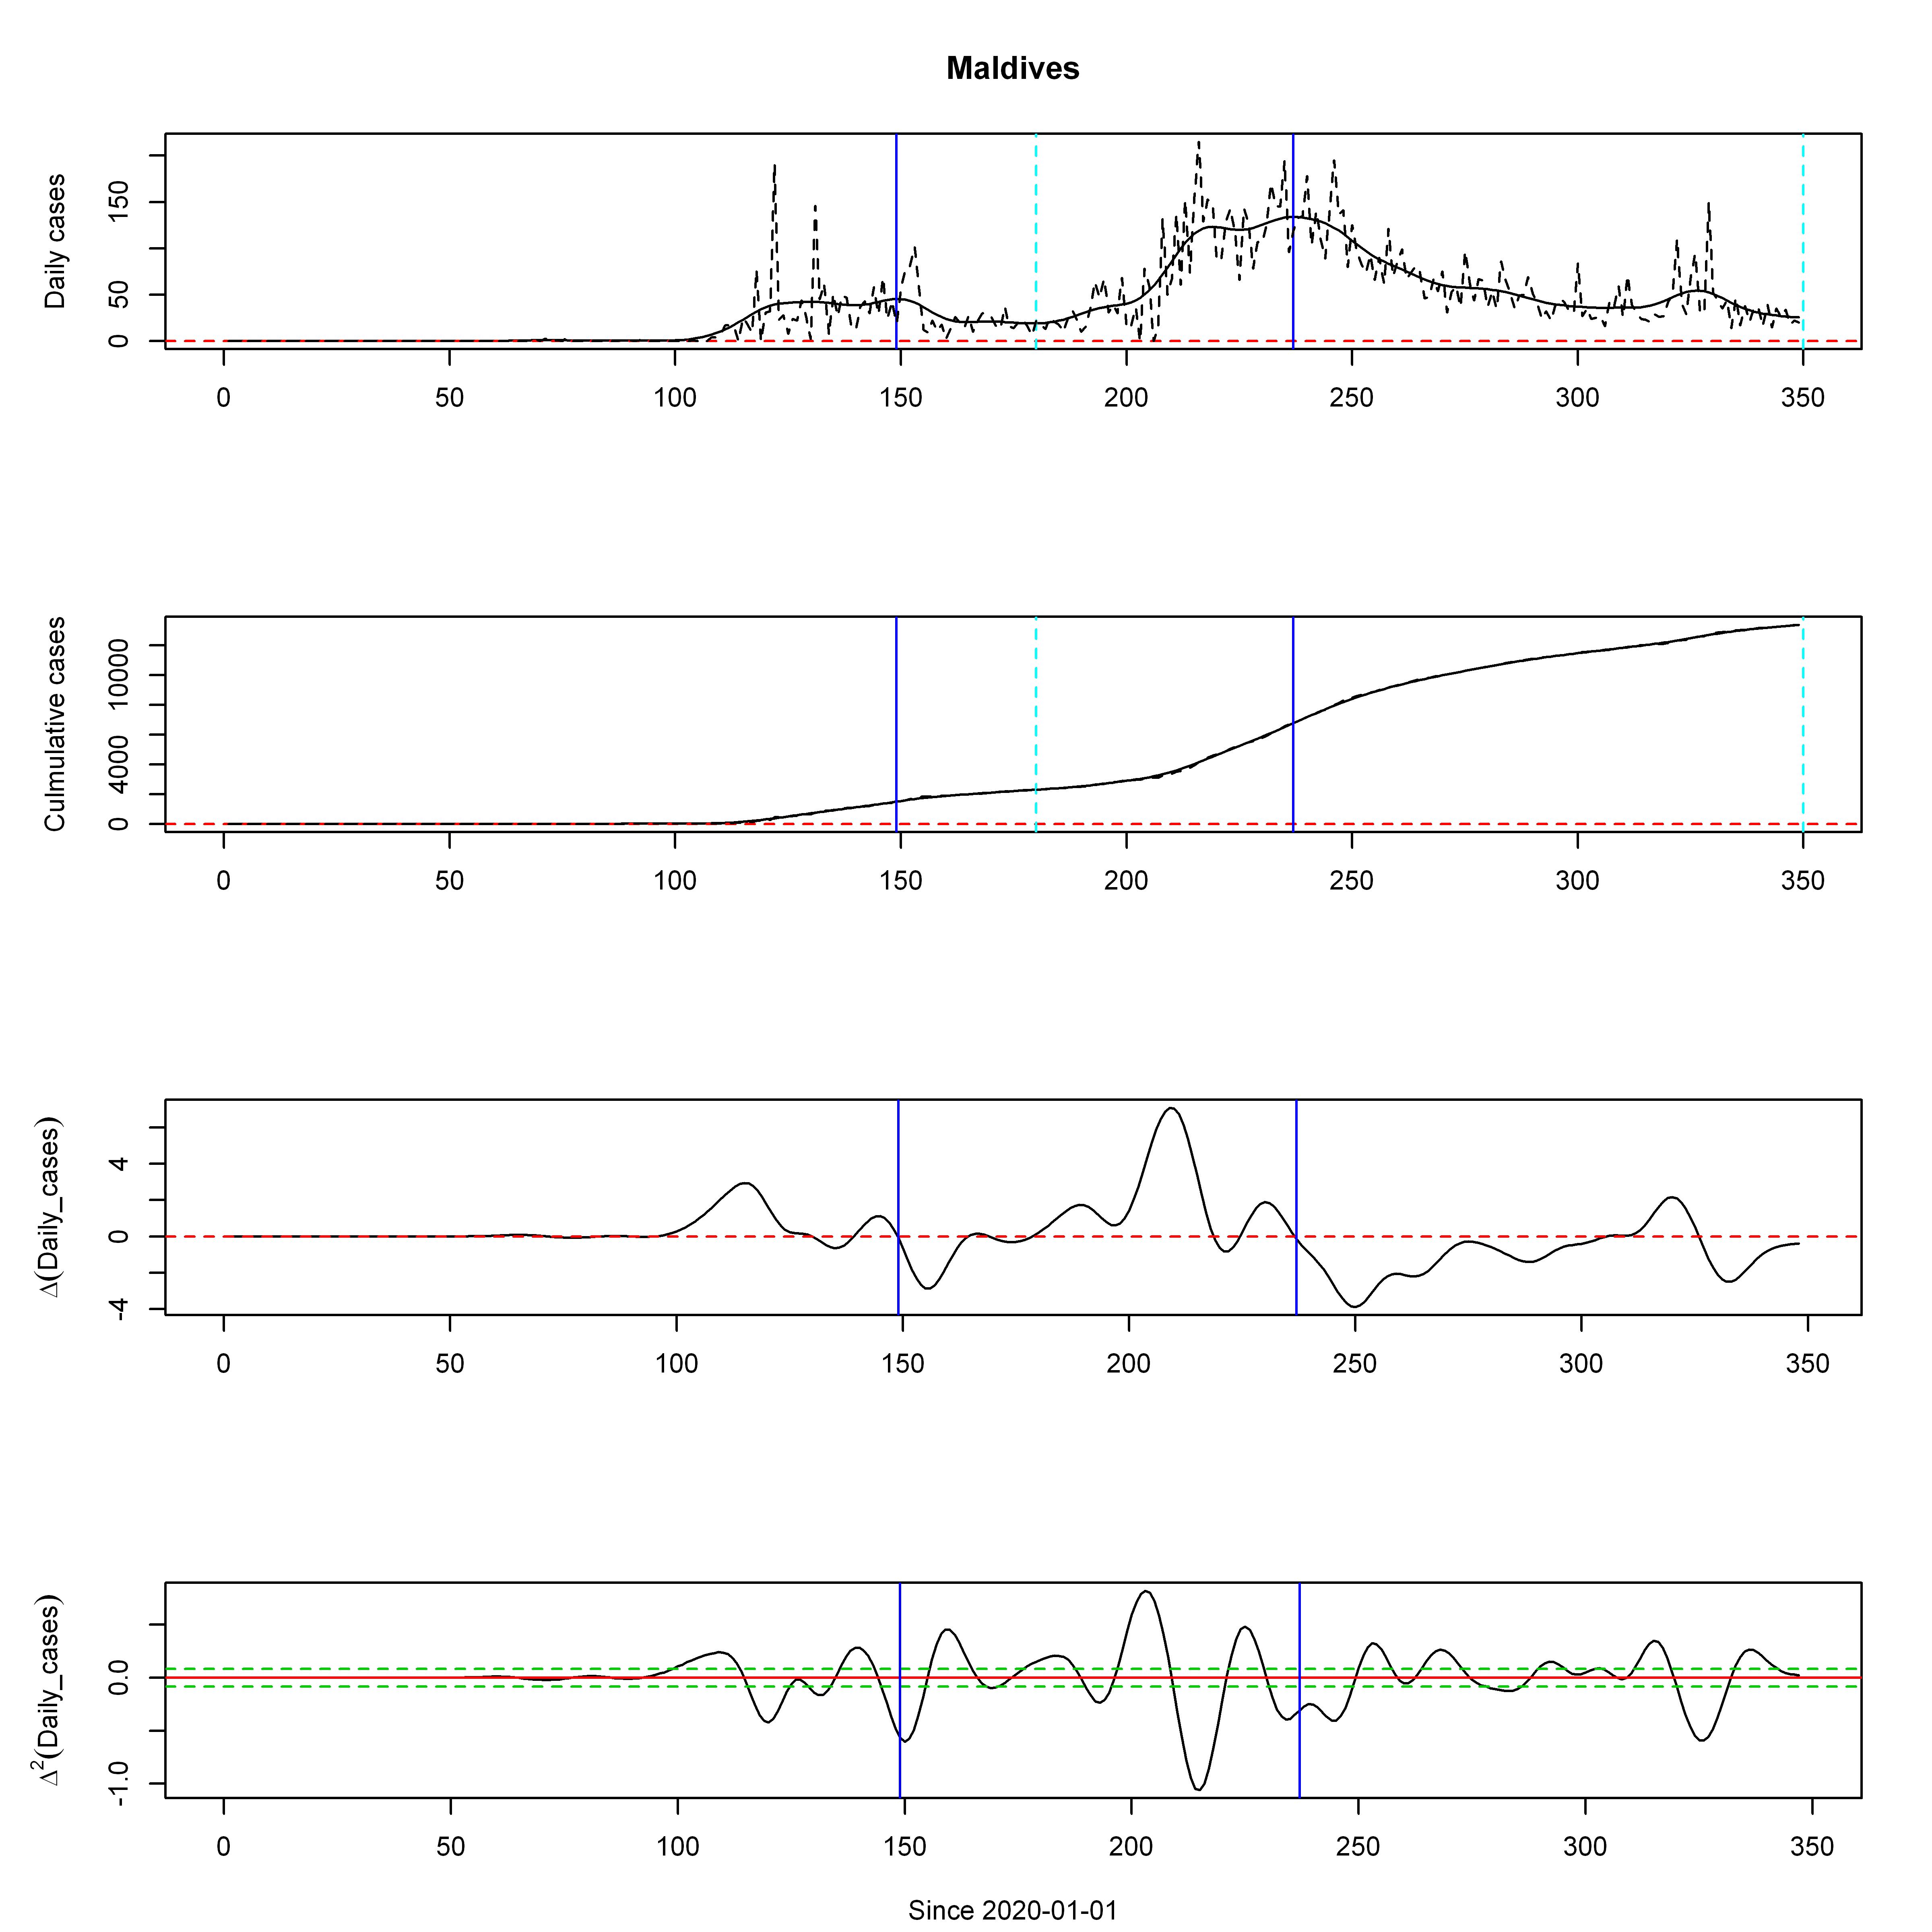 Maldives
Daily cases
0 50 150
0 50 100 150 200 250 300 350
Culmulative cases
0 4000 10000
0 50 100 150 200 250 300 350
Δ(Daily_cases)
-4 0 4
0 50 100 150 200 250 300 350
Δ²(Daily_cases)
-1.0 0.0
0 50 100 150 200 250 300 350
Since 2020-01-01